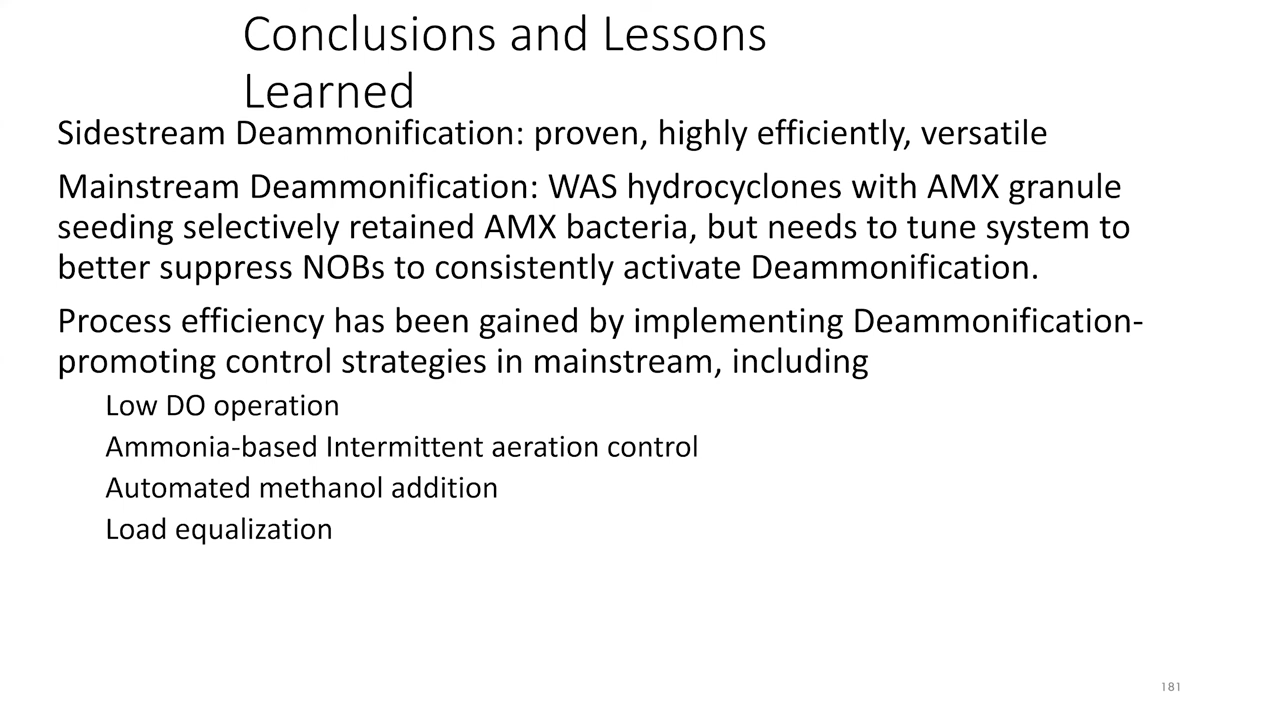 Conclusions and Lessons
Learned
Sidestream Deammonification: proven, highly efficiently, versatile
Mainstream Deammonification: WAS hydrocyclones with AMX granule
seeding selectively retained AMX bacteria, but needs to tune system to
better suppress NOBs to consistently activate Deammonification.
Process efficiency has been gained by implementing Deammonification-
promoting control strategies in mainstream, including
Low DO operation
Ammonia-based Intermittent aeration control
Automated methanol addition
Load equalization
181